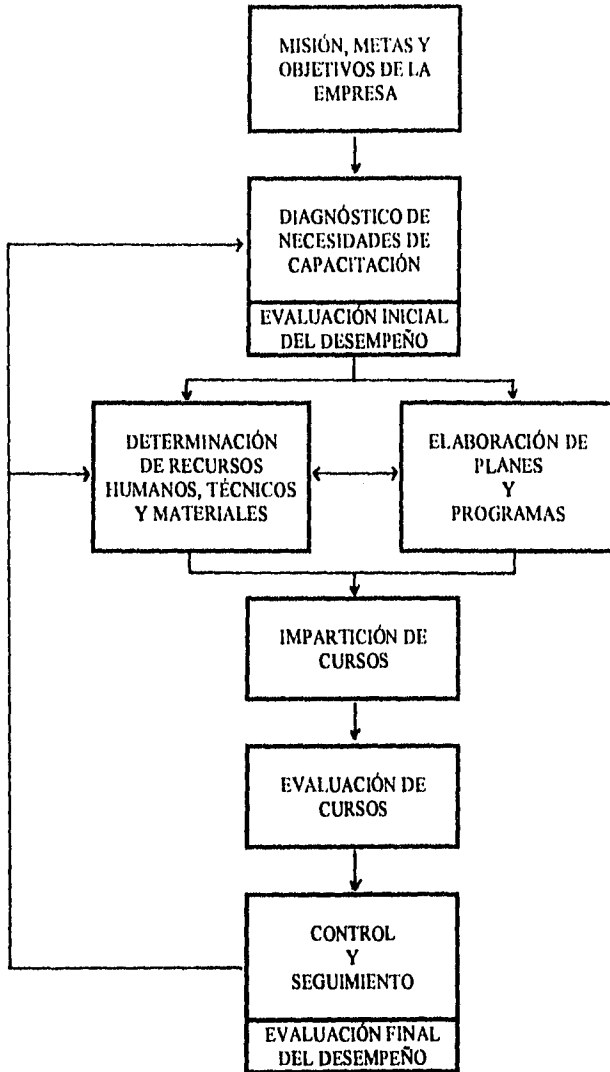 MISIÓN, METAS Y
OBJETIVOS DE LA
EMPRESA
DIAGNÓSTICO DE
NECESIDADES DE
CAPACITACIÓN
EVALUACIÓN INICIAL
DEL DESEMPEÑO
DETERMINACIÓN
DE RECURSOS
HUMANOS, TÉCNICOS
Y MATERIALES
ELABORACIÓN DE
PLANES
Y
PROGRAMAS
IMPARTICIÓN DE
CURSOS
EVALUACIÓN DE
CURSOS
CONTROL
Y
SEGUIMIENTO
EVALUACIÓN FINAL
DEL DESEMPEÑO